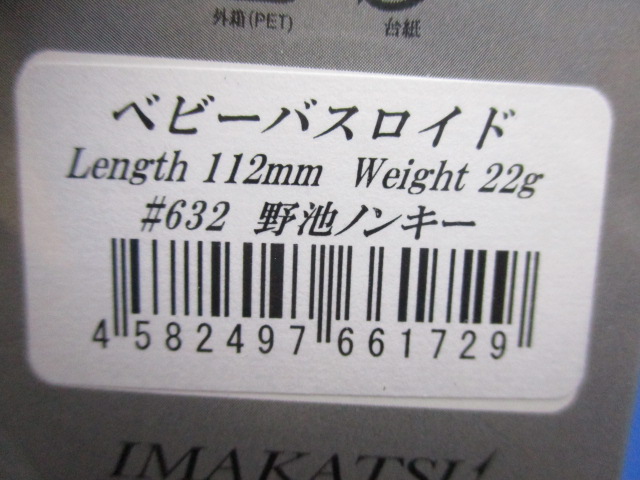 外箱(PET) 台紙
ベビーバスロイド
Length 112mm Weight 22g
#632 野池ノンキー
4 582497 661729
IMAKATSU